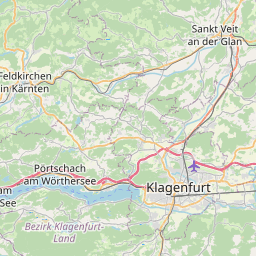 Sankt Veit
an der Glan
Feldkirchen
in Kärnten
Pörtschach
am Wörthersee
am
See
Klagenfurt
Bezirk Klagenfurt-
Land